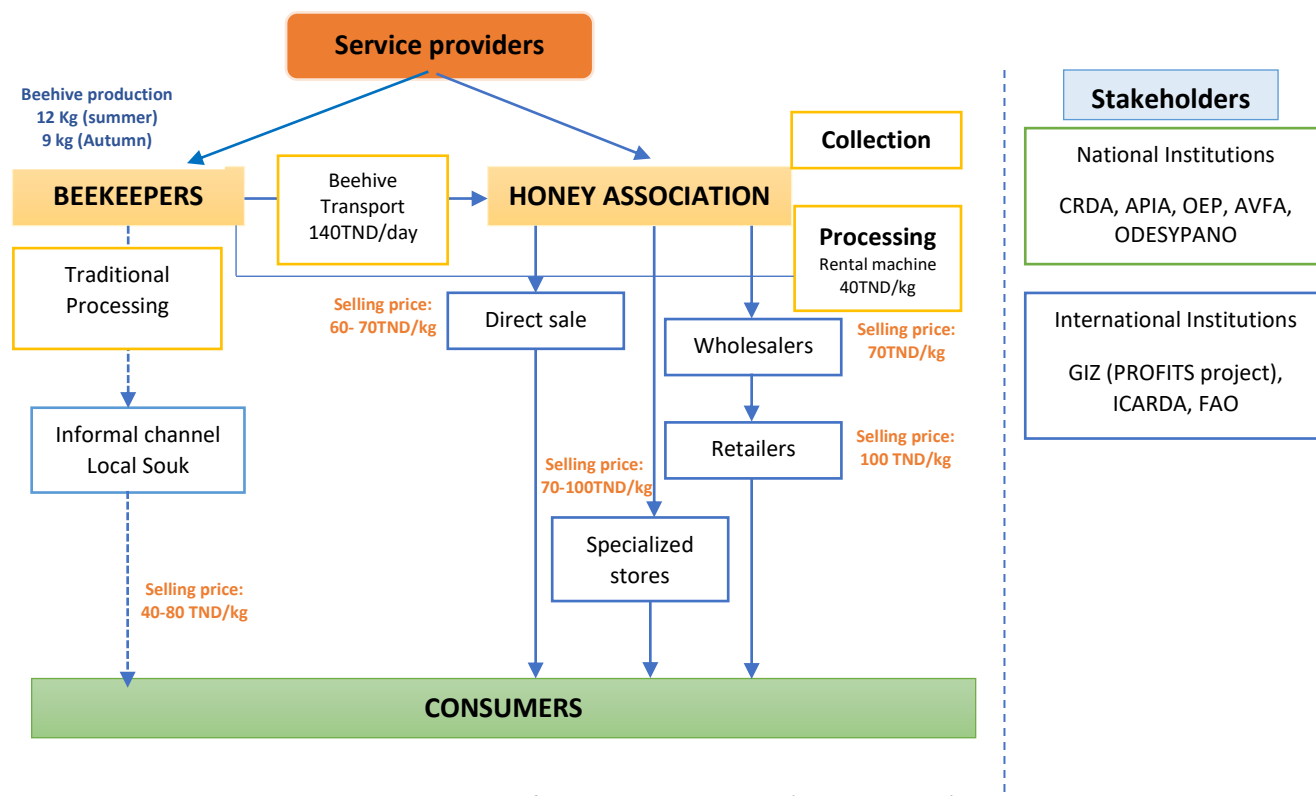 Service providers
Beehive production
12 Kg (summer)
9 kg (Autumn)
Stakeholders
Collection
National Institutions
CRDA, APIA, OEP, AVFA,
ODESYPANO
BEEKEEPERS
Beehive
Transport
140TND/day
HONEY ASSOCIATION
Processing
Rental machine
40TND/kg
Traditional
Processing
Selling price:
60- 70TND/kg
Direct sale
Wholesalers
Selling price:
70TND/kg
International Institutions
GIZ (PROFITS project),
ICARDA, FAO
Informal channel
Local Souk
Retailers
Selling price:
100 TND/kg
Selling price:
70-100TND/kg
Specialized
stores
Selling price:
40-80 TND/kg
CONSUMERS